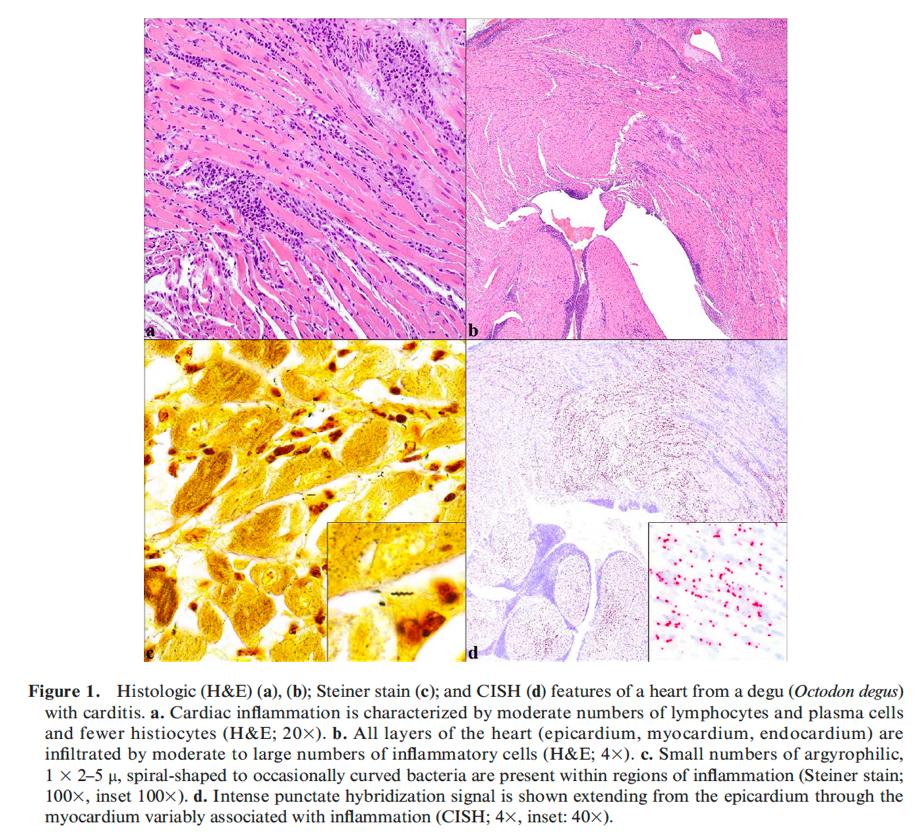 a
b
c
d
Figure 1. Histologic (H&E) (a), (b); Steiner stain (c); and CISH (d) features of a heart from a degu (Octodon degus)
with carditis. a. Cardiac inflammation is characterized by moderate numbers of lymphocytes and plasma cells
and fewer histiocytes (H&E; 20×). b. All layers of the heart (epicardium, myocardium, endocardium) are
infiltrated by moderate to large numbers of inflammatory cells (H&E; 4×). c. Small numbers of argyrophilic,
1 × 2–5 μ, spiral-shaped to occasionally curved bacteria are present within regions of inflammation (Steiner stain;
100×, inset 100×). d. Intense punctate hybridization signal is shown extending from the epicardium through the
myocardium variably associated with inflammation (CISH; 4×, inset: 40×).